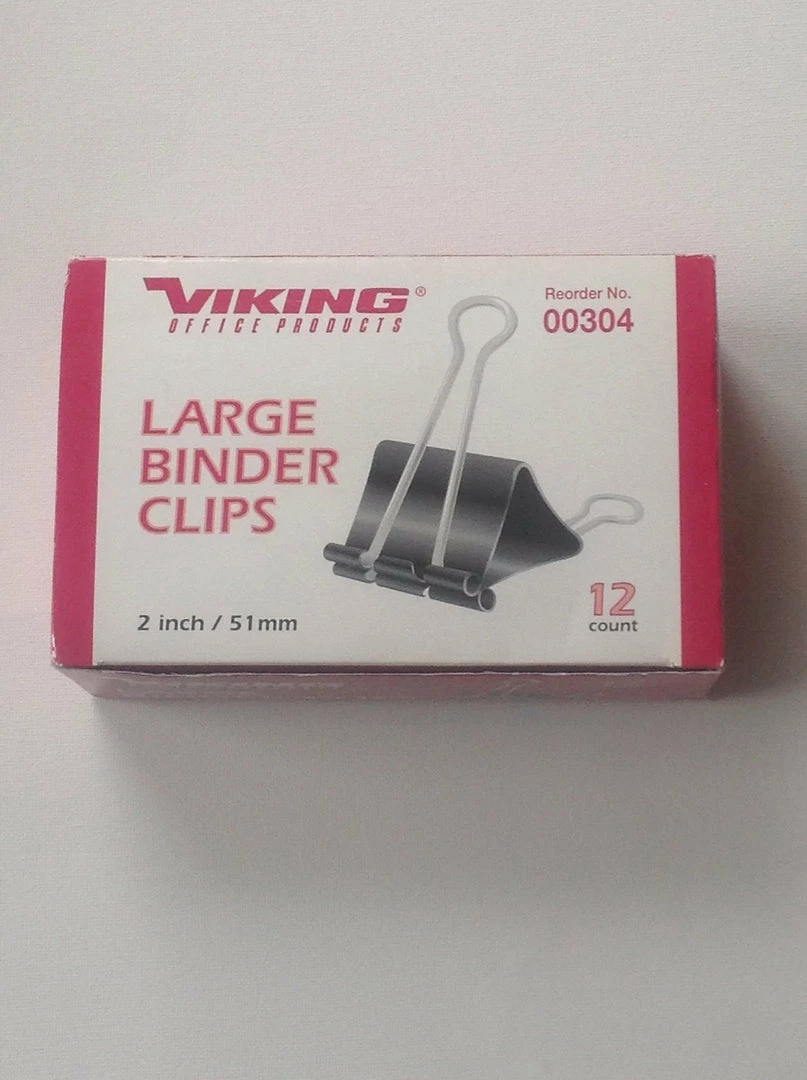 VIKING®
OFFICE PRODUCTS
Reorder No.
00304
LARGE
BINDER
CLIPS
2 inch / 51mm
12
count